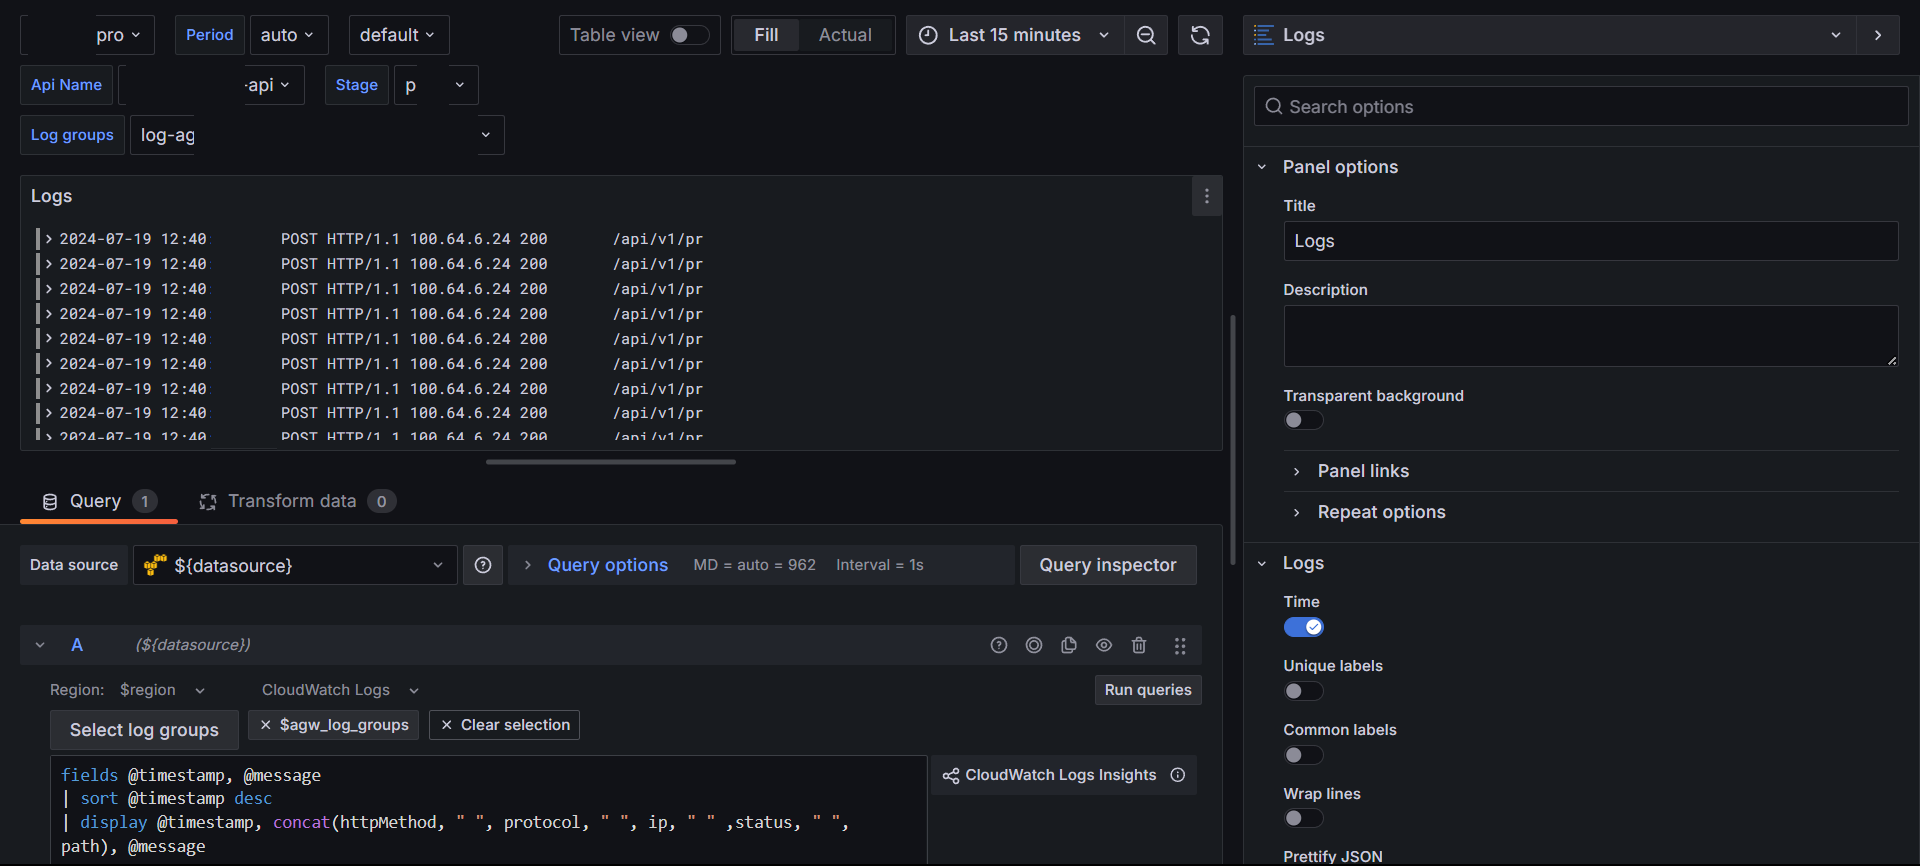 pro
Period
auto
default
Table view
Fill
Actual
Last 15 minutes
Logs
Api Name
-api
Stage
p
Log groups
log-ag
Logs
2024-07-19 12:40 POST HTTP/1.1 100.64.6.24 200 /api/v1/pr
2024-07-19 12:40 POST HTTP/1.1 100.64.6.24 200 /api/v1/pr
2024-07-19 12:40 POST HTTP/1.1 100.64.6.24 200 /api/v1/pr
2024-07-19 12:40 POST HTTP/1.1 100.64.6.24 200 /api/v1/pr
2024-07-19 12:40 POST HTTP/1.1 100.64.6.24 200 /api/v1/pr
2024-07-19 12:40 POST HTTP/1.1 100.64.6.24 200 /api/v1/pr
2024-07-19 12:40 POST HTTP/1.1 100.64.6.24 200 /api/v1/pr
2024-07-19 12:40 POST HTTP/1.1 100.64.6.24 200 /api/v1/pr
2024-07-19 12:40 POST HTTP/1.1 100.64.6.24 200 /api/v1/pr
Query 1
Transform data 0
Data source
${datasource}
Query options
MD = auto = 962
Interval = 1s
Query inspector
A
(${datasource})
Region: $region
CloudWatch Logs
Run queries
Select log groups
$agw_log_groups
Clear selection
fields @timestamp, @message
| sort @timestamp desc
| display @timestamp, concat(httpMethod, " ", protocol, " ", ip, " " ,status, " ",
path), @message
CloudWatch Logs Insights
Search options
Panel options
Title
Logs
Description
Transparent background
Panel links
Repeat options
Logs
Time
Unique labels
Common labels
Wrap lines
Prettify JSON